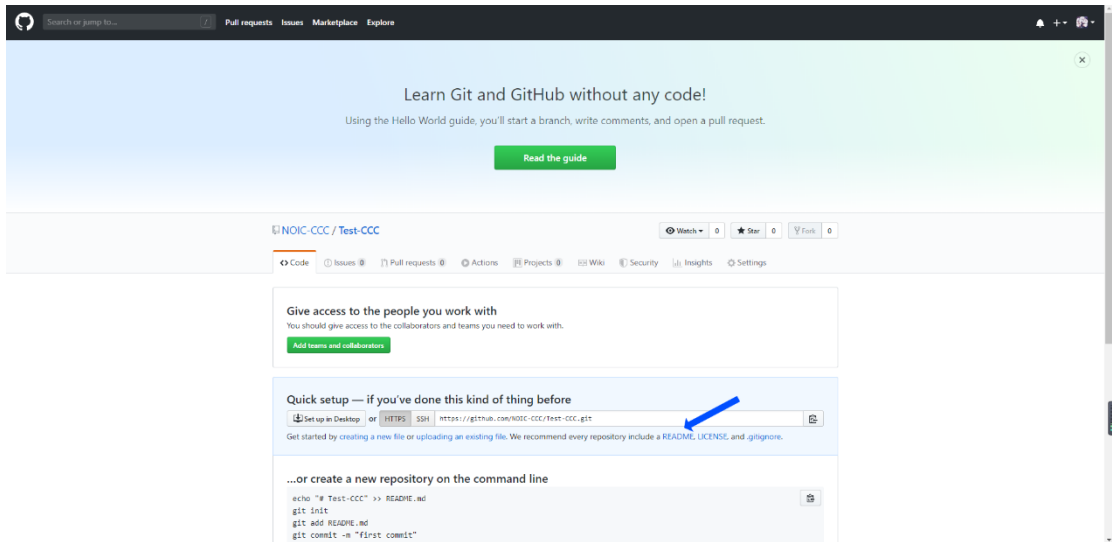 Search or jump to... / Pull requests Issues Marketplace Explore
Learn Git and GitHub without any code!
Using the Hello World guide, you'll start a branch, write comments, and open a pull request.
Read the guide
NOIC-CCC / Test-CCC Watch 0 Star 0 Fork 0
Code Issues 0 Pull requests 0 Actions Projects 0 Wiki Security Insights Settings
Give access to the people you work with
You should give access to the collaborators and teams you need to work with.
Add teams and collaborators
Quick setup — if you've done this kind of thing before
Set up in Desktop or HTTPS SSH https://github.com/NOIC-CCC/Test-CCC.git
Get started by creating a new file or uploading an existing file. We recommend every repository include a README, LICENSE, and .gitignore.
...or create a new repository on the command line
echo "# Test-CCC" >> README.md
git init
git add README.md
git commit -m "first commit"